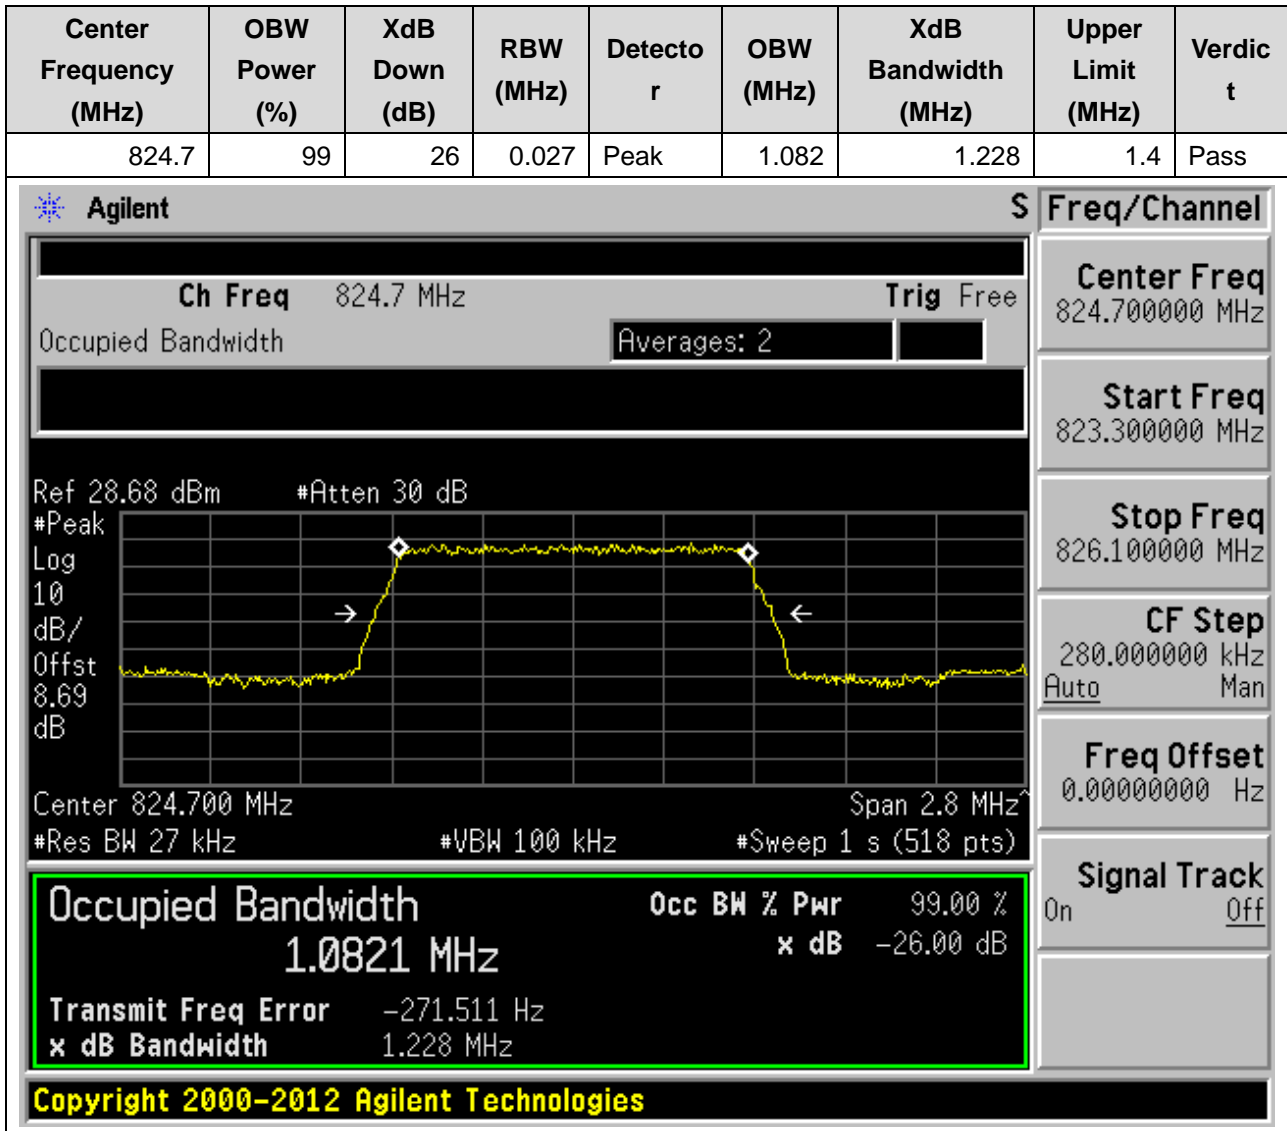 Center Frequency (MHz) OBW Power (%) XdB Down (dB) RBW (MHz) Detecto r OBW (MHz) XdB Bandwidth (MHz) Upper Limit (MHz) Verdic t
824.7 99 26 0.027 Peak 1.082 1.228 1.4 Pass
Agilent S Freq/Channel
Ch Freq 824.7 MHz Trig Free
Occupied Bandwidth Averages: 2
Center Freq
824.700000 MHz
Start Freq
823.300000 MHz
Stop Freq
826.100000 MHz
CF Step
280.000000 kHz
Auto Man
Freq Offset
0.00000000 Hz
Signal Track
On Off
Ref 28.68 dBm #Atten 30 dB
#Peak
Log
10
dB/
Offst
8.69
dB
Center 824.700 MHz Span 2.8 MHz^
#Res BW 27 kHz #VBW 100 kHz #Sweep 1 s (518 pts)
Occupied Bandwidth Occ BW % Pwr 99.00 %
1.0821 MHz x dB -26.00 dB
Transmit Freq Error -271.511 Hz
x dB Bandwidth 1.228 MHz
Copyright 2000-2012 Agilent Technologies